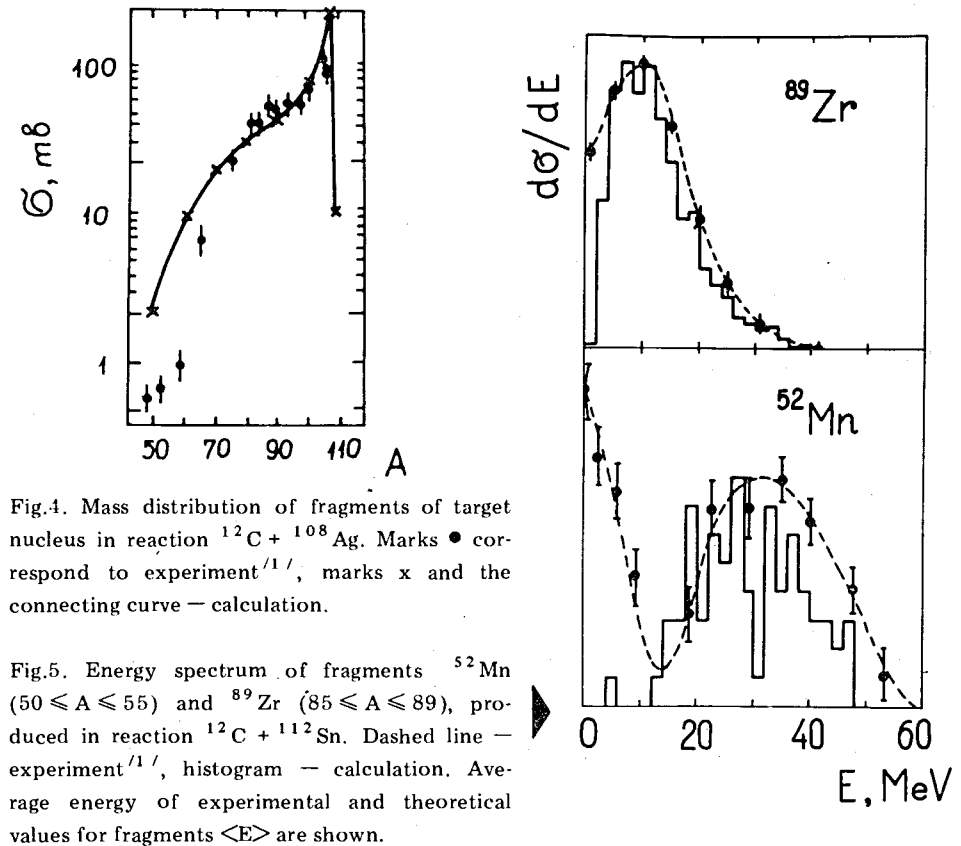 100
10
1
σ, mb
50 70 90 110
A
Fig.4. Mass distribution of fragments of target
nucleus in reaction ¹²C + ¹⁰⁸Ag. Marks ● cor-
respond to experiment/¹/, marks x and the
connecting curve — calculation.
Fig.5. Energy spectrum of fragments ⁵²Mn
(50 ⩽ A ⩽ 55) and ⁸⁹Zr (85 ⩽ A ⩽ 89), pro-
duced in reaction ¹²C + ¹¹²Sn. Dashed line —
experiment/¹/, histogram — calculation. Ave-
rage energy of experimental and theoretical
values for fragments <E> are shown.
dσ/dE
⁸⁹Zr
⁵²Mn
0 20 40 60
E, MeV